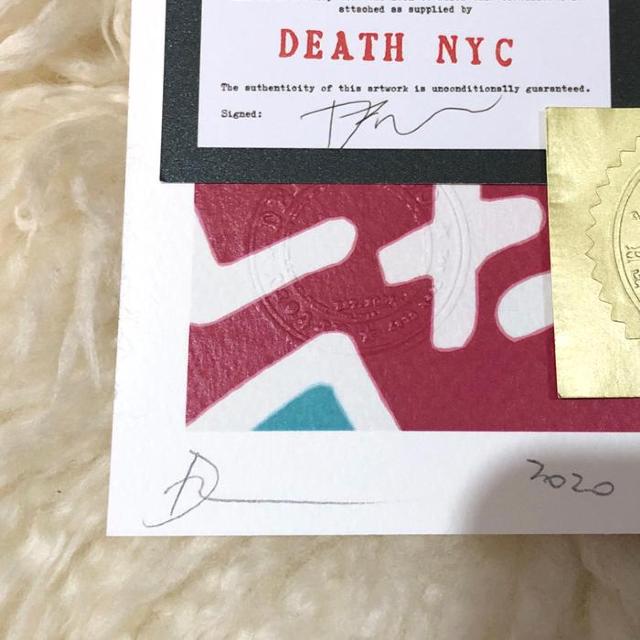 attached as supplied by
DEATH NYC
The authenticity of this artwork is unconditionally guaranteed.
Signed:
2020